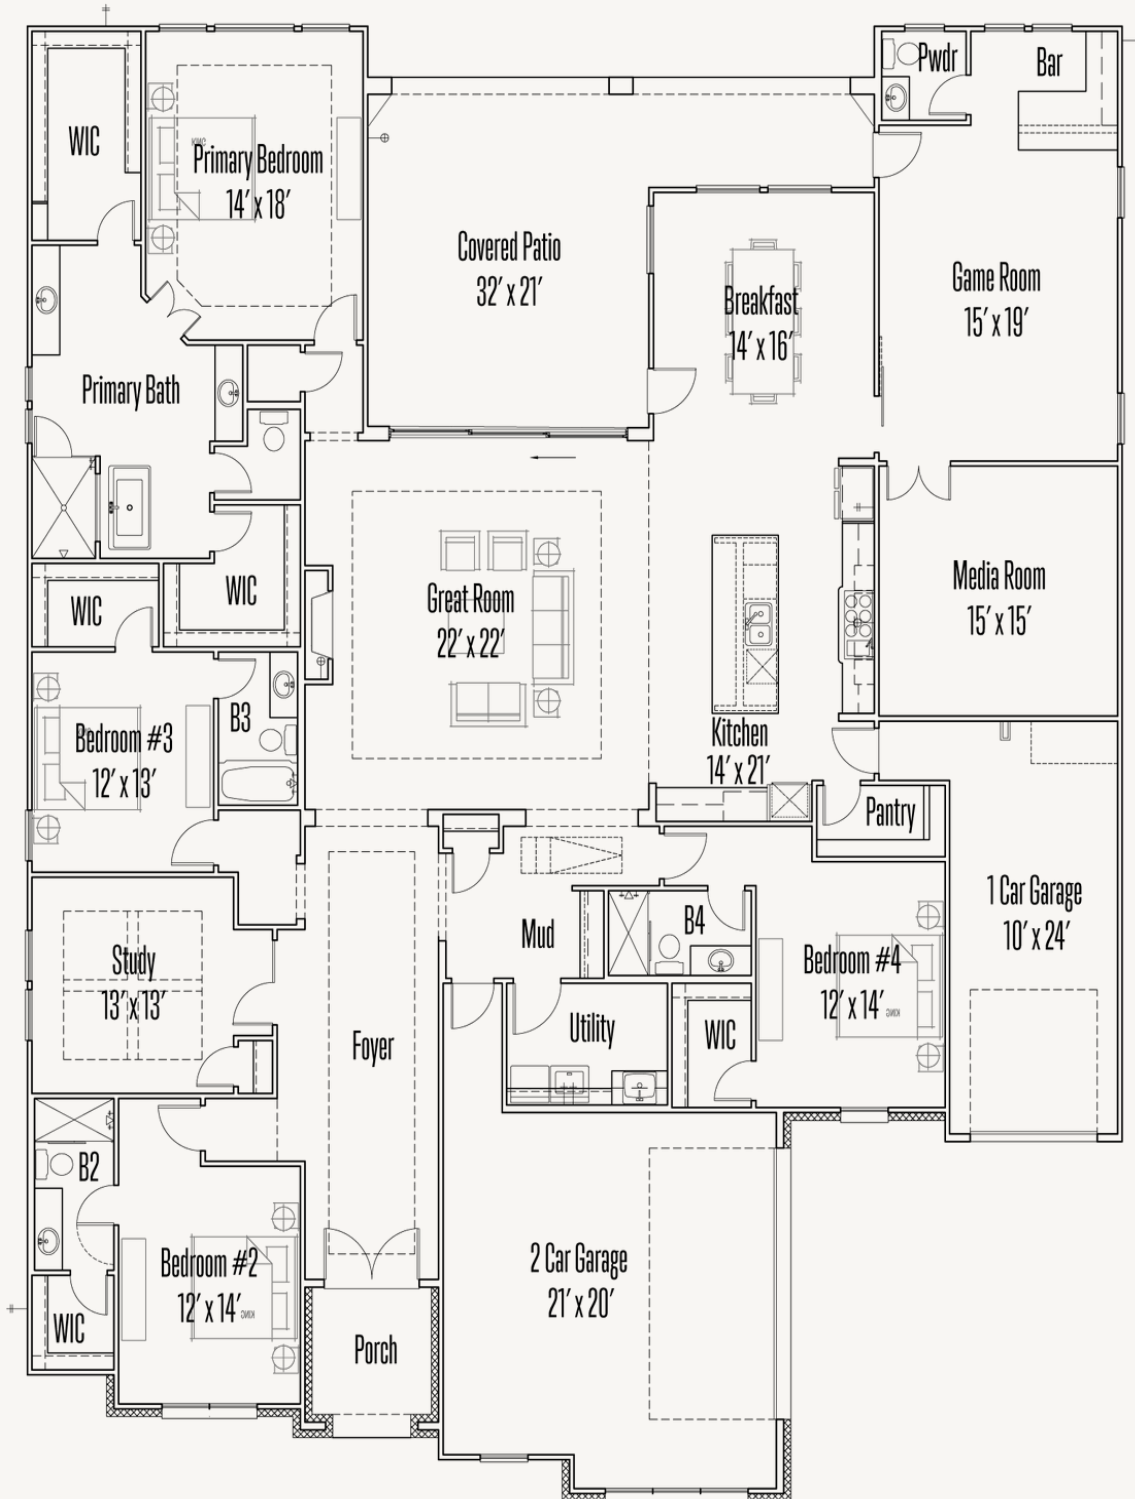 Pwdr
Bar
WIC
Primary Bedroom
14′ x 18′
Covered Patio
32′ x 21′
Breakfast
14′ x 16′
Game Room
15′ x 19′
Primary Bath
Great Room
22′ x 22′
Media Room
15′ x 15′
WIC
WIC
B3
Bedroom #3
12′ x 13′
Kitchen
14′ x 21′
Pantry
1 Car Garage
10′ x 24′
B4
Mud
Study
13′ x 13′
Bedroom #4
12′ x 14′
KING
Utility
WIC
Foyer
B2
Bedroom #2
12′ x 14′
KING
2 Car Garage
21′ x 20′
WIC
Porch